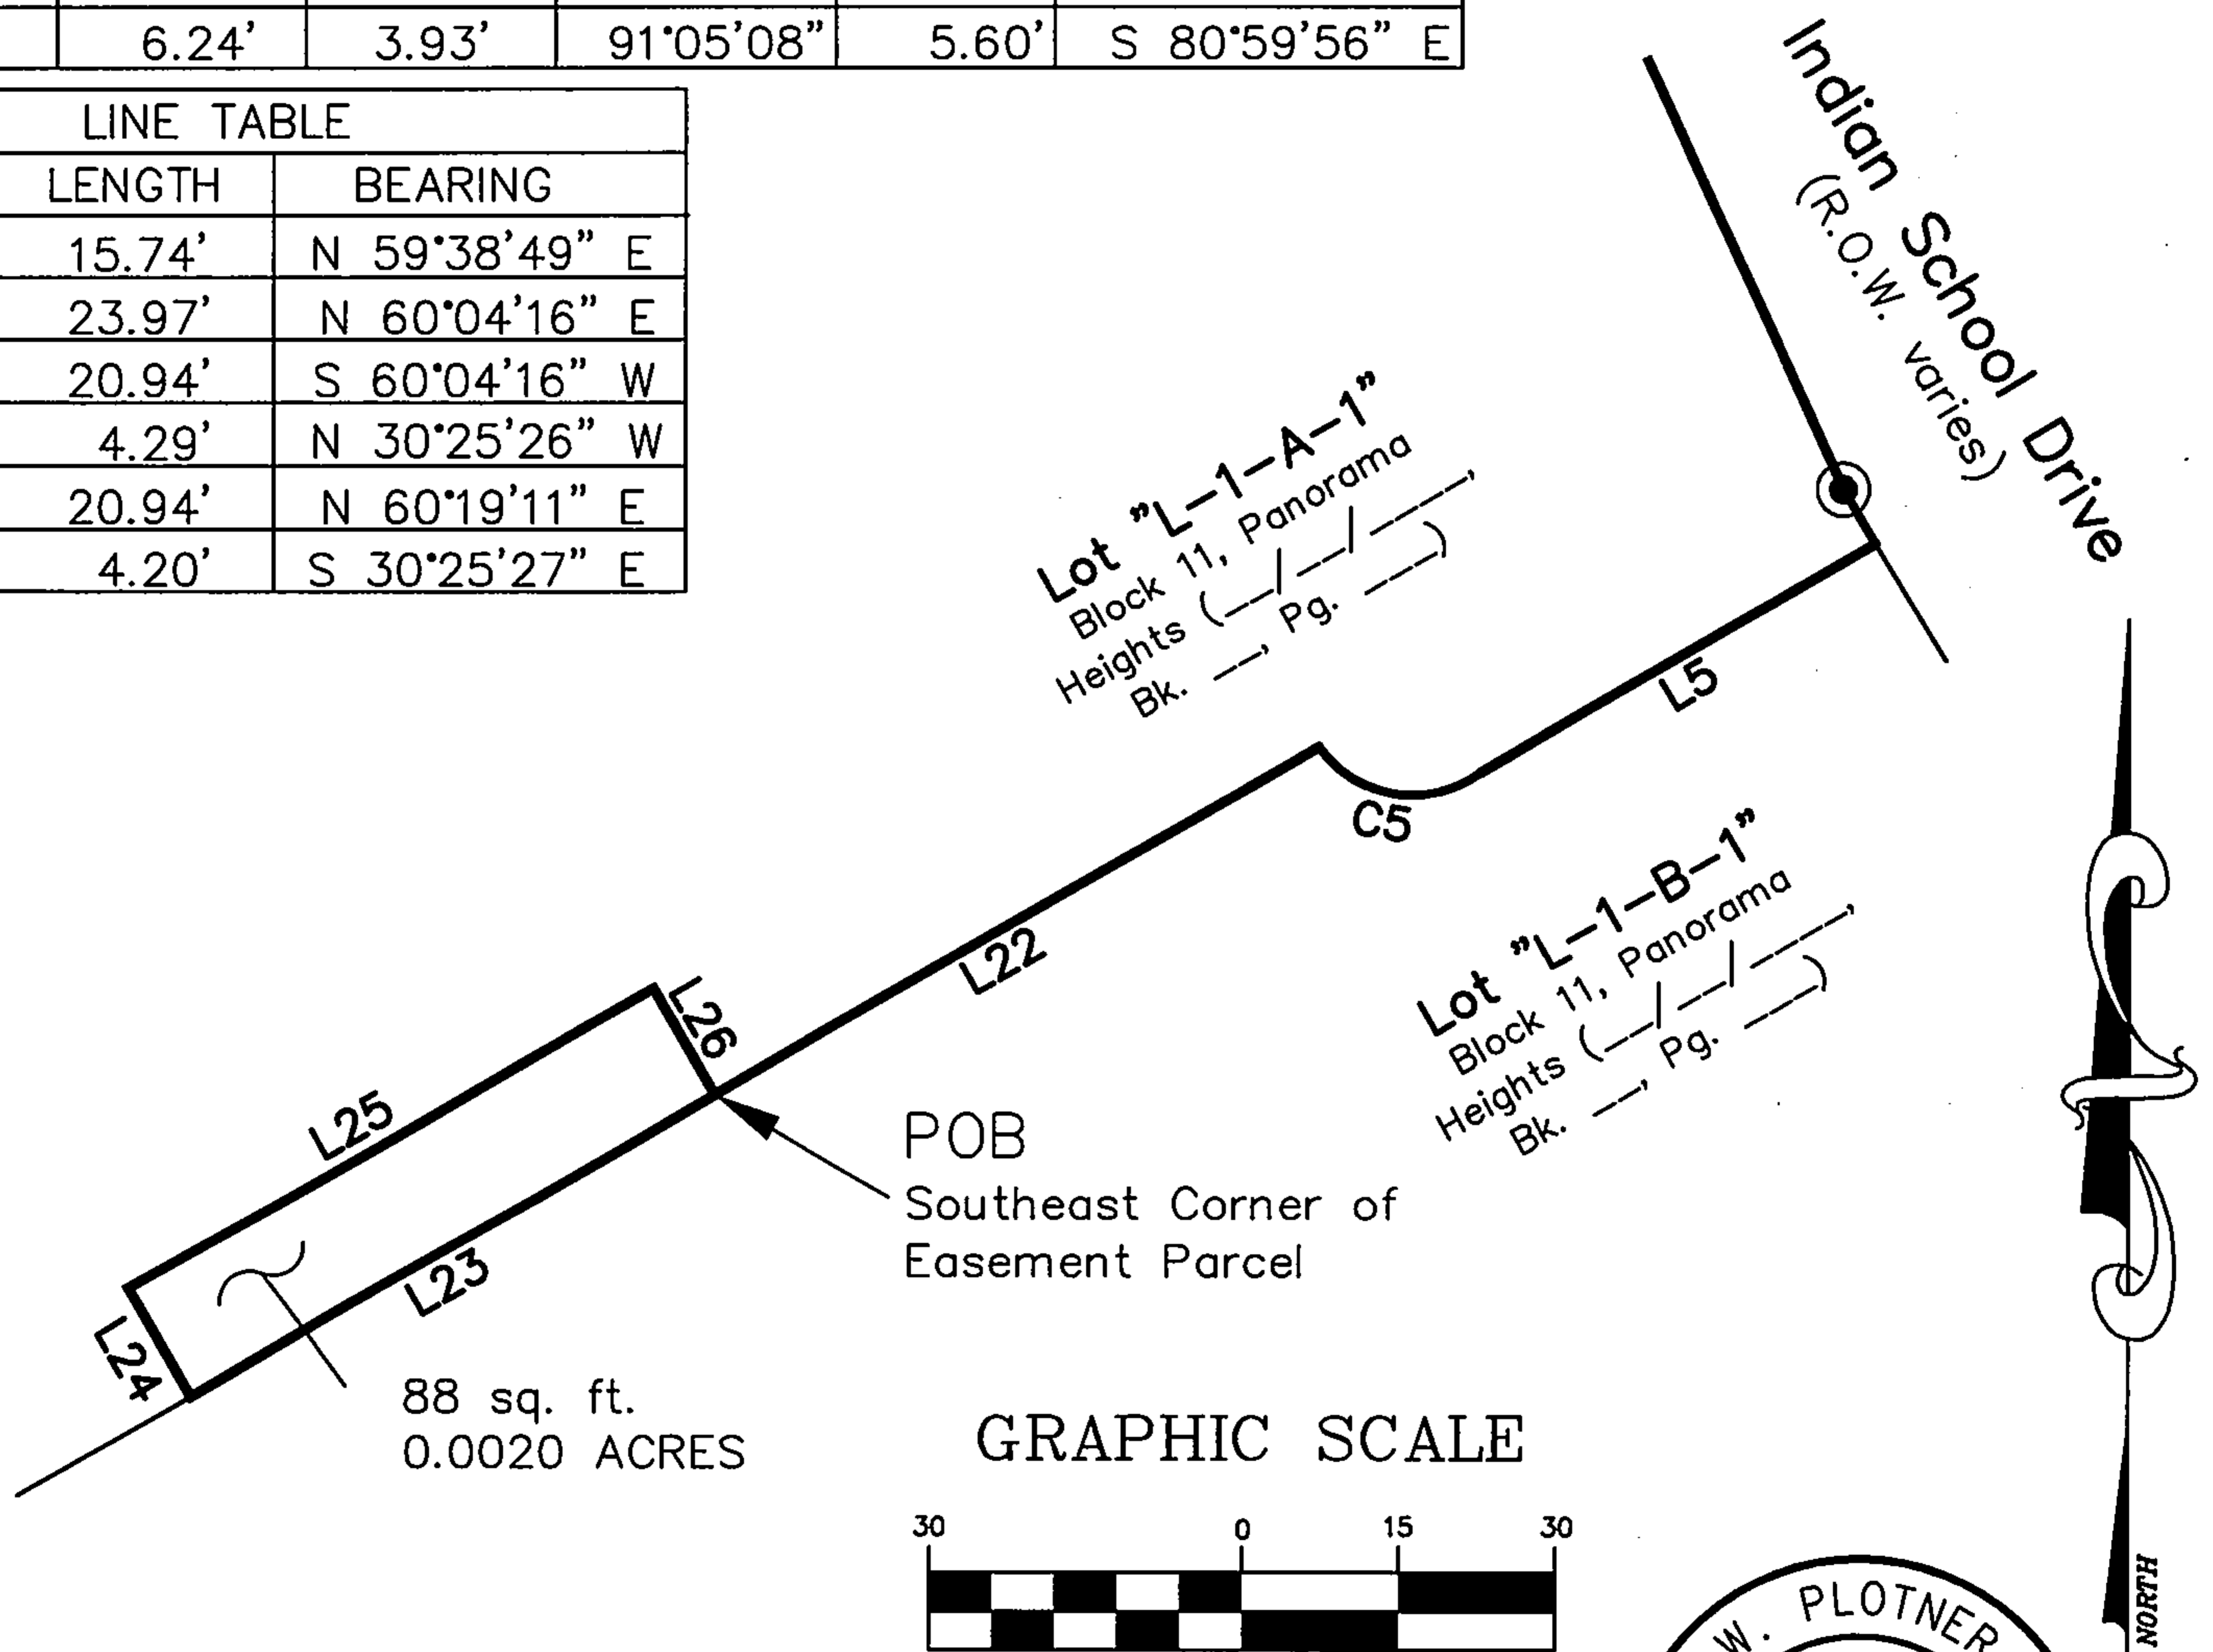 6.24' 3.93' 91°05'08" 5.60' S 80°59'56" E
LINE TABLE
LENGTH BEARING
15.74' N 59°38'49" E
23.97' N 60°04'16" E
20.94' S 60°04'16" W
4.29' N 30°25'26" W
20.94' N 60°19'11" E
4.20' S 30°25'27" E
Indian School Drive
(R.O.W. varies)
Lot "L-1-A-1"
Block 11, Panorama
Heights (__/__/____,
Bk. __, Pg. ___)
L5
C5
L22
Lot "L-1-B-1"
Block 11, Panorama
Heights (__/__/____,
Bk. __, Pg. ___)
L26
L25
L23
L24
POB
Southeast Corner of
Easement Parcel
88 sq. ft.
0.0020 ACRES
GRAPHIC SCALE
30 0 15 30
W. PLOTNER
NORTH